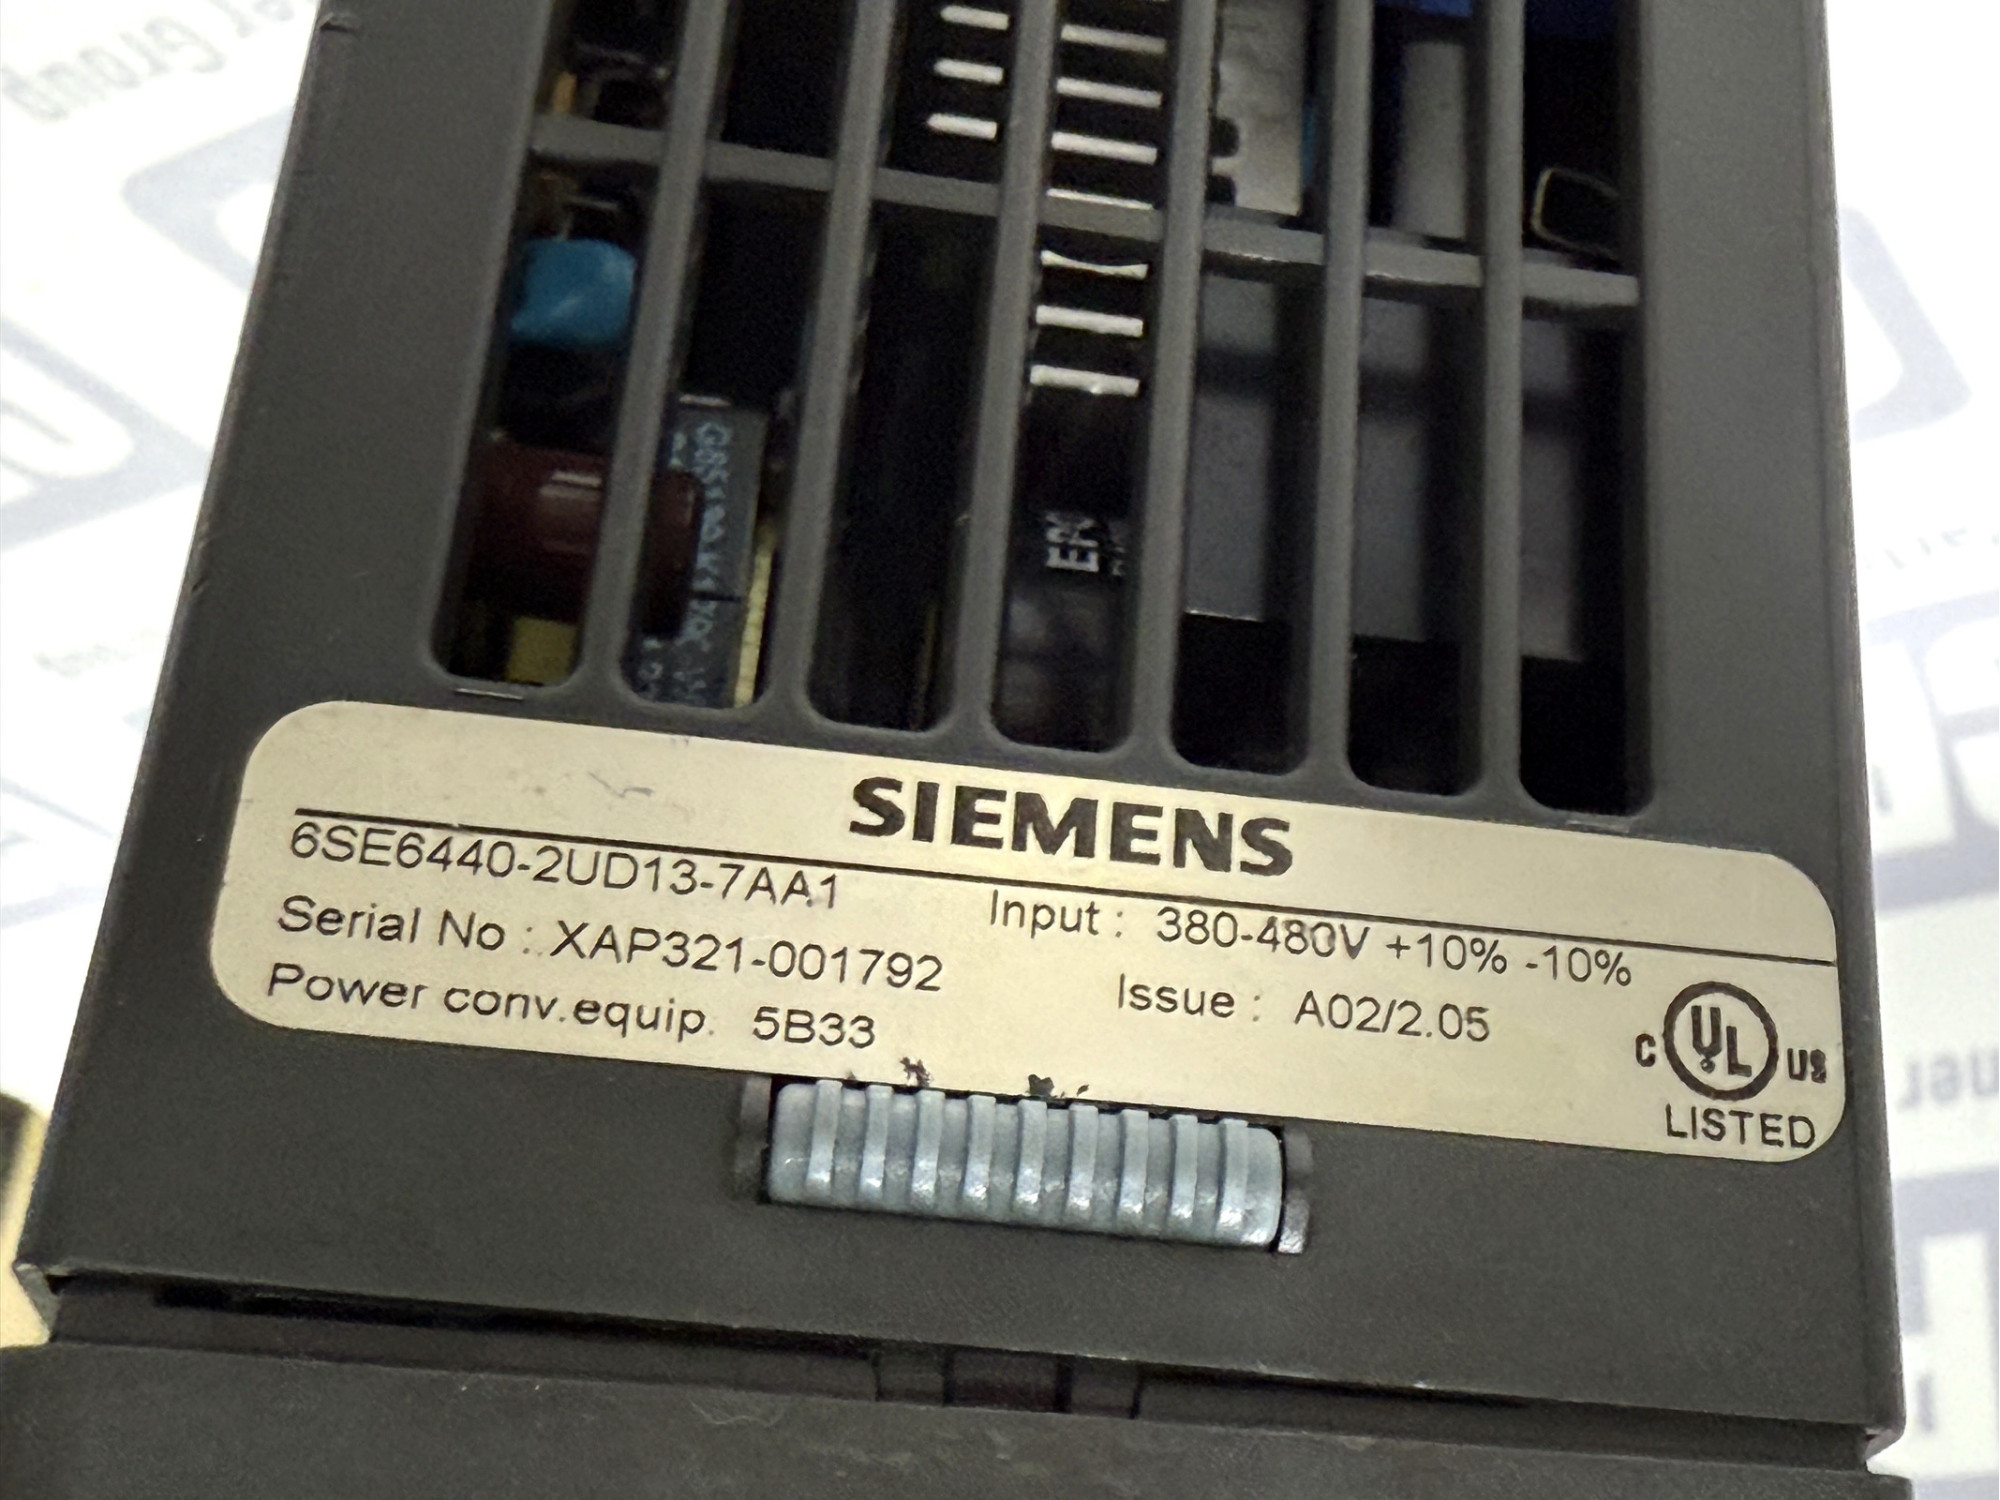 SIEMENS
6SE6440-2UD13-7AA1
Input : 380-480V +10% -10%
Serial No : XAP321-001792
Issue : A02/2.05
Power conv.equip. 5B33
C UL US
LISTED